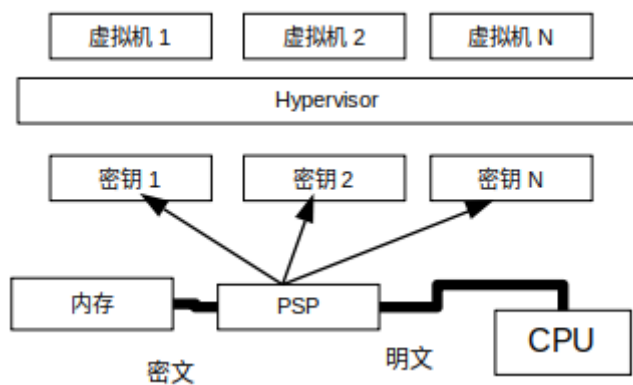 虚拟机 1
虚拟机 2
虚拟机 N
Hypervisor
密钥 1
密钥 2
密钥 N
内存
PSP
CPU
密文
明文